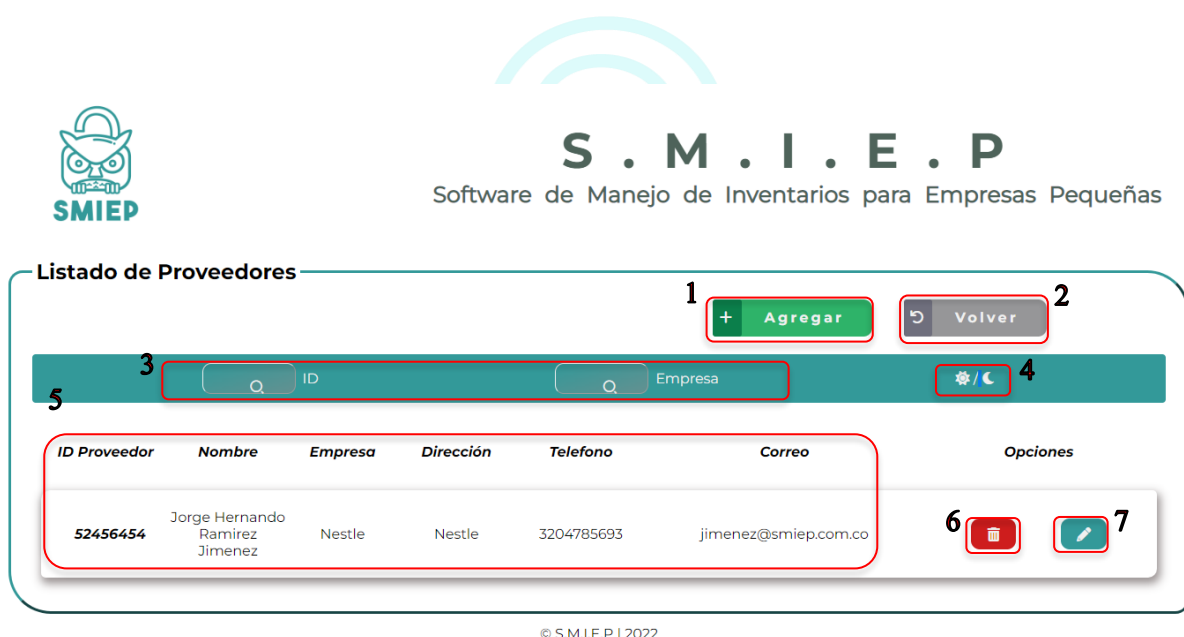 SMIEP
S . M . I . E . P
Software de Manejo de Inventarios para Empresas Pequeñas
Listado de Proveedores
1
+ Agregar
Volver
2
3
ID
Empresa
/
4
5
ID Proveedor Nombre Empresa Dirección Telefono Correo Opciones
52456454 Jorge Hernando Nestle Nestle 3204785693 jimenez@smiep.com.co
Ramirez
Jimenez
6
7
© S.M.I.E.P | 2022